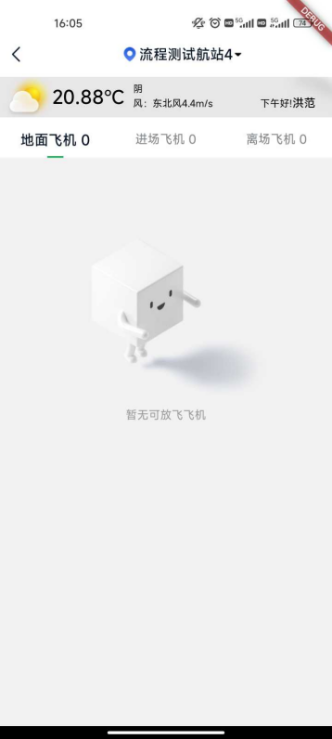 16:05
DEBUG
流程测试航站4
20.88℃
阴
风：东北风4.4m/s
下午好!洪范
地面飞机 0
进场飞机 0
离场飞机 0
暂无可放飞飞机